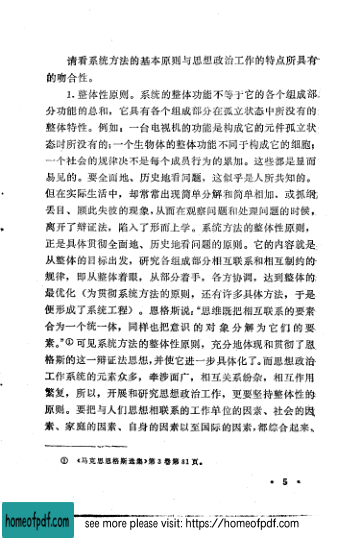 请看系统方法的基本原则与思想政治工作的特点所具有
的吻合性。
1.整体性原则。系统的整体功能不等于它的各个组成部
分功能的总和，它具有各个组成部分在孤立状态中所没有的
整体特性。例如：一台电视机的功能是构成它的元件孤立状
态时所没有的；一个生物体的整体功能不同于构成它的细胞；
一个社会的规律决不是每个成员行为的累加。这些都是显而
易见的。要全面地、历史地看问题，这似乎是人所共知的。
但在实际生活中，却常常出现简单分解和简单相加，或抓纲
丢目、顾此失彼的现象，从而在观察问题和处理问题的时候，
离开了辩证法，陷入了形而上学。系统方法的整体性原则，
正是具体贯彻全面地、历史地看问题的原则。它的内容就是
从整体的目标出发，研究各组成部分相互联系和相互制约的
规律，即从整体着眼，从部分着手，各方协调，达到整体的
最优化（为贯彻系统方法的原则，还有许多具体方法，于是
便形成了系统工程）。恩格斯说：“思维既把相互联系的要素
合为一个统一体，同样也把意识的对象分解为它们的要
素。”①可见系统方法的整体性原则，充分地体现和贯彻了恩
格斯的这一辩证法思想，并使它进一步具体化了。而思想政治
工作系统的元素众多，牵涉面广，相互关系纷杂，相互作用
繁复，所以，开展和研究思想政治工作，更要坚持整体性的
原则。要把与人们思想相联系的工作单位的因素、社会的因
素、家庭的因素、自身的因素以至国际的因素，都综合起来、
① 《马克思恩格斯选集》第3卷第81页。
• 5 •
homeofpdf.com
see more please visit: https://homeofpdf.com